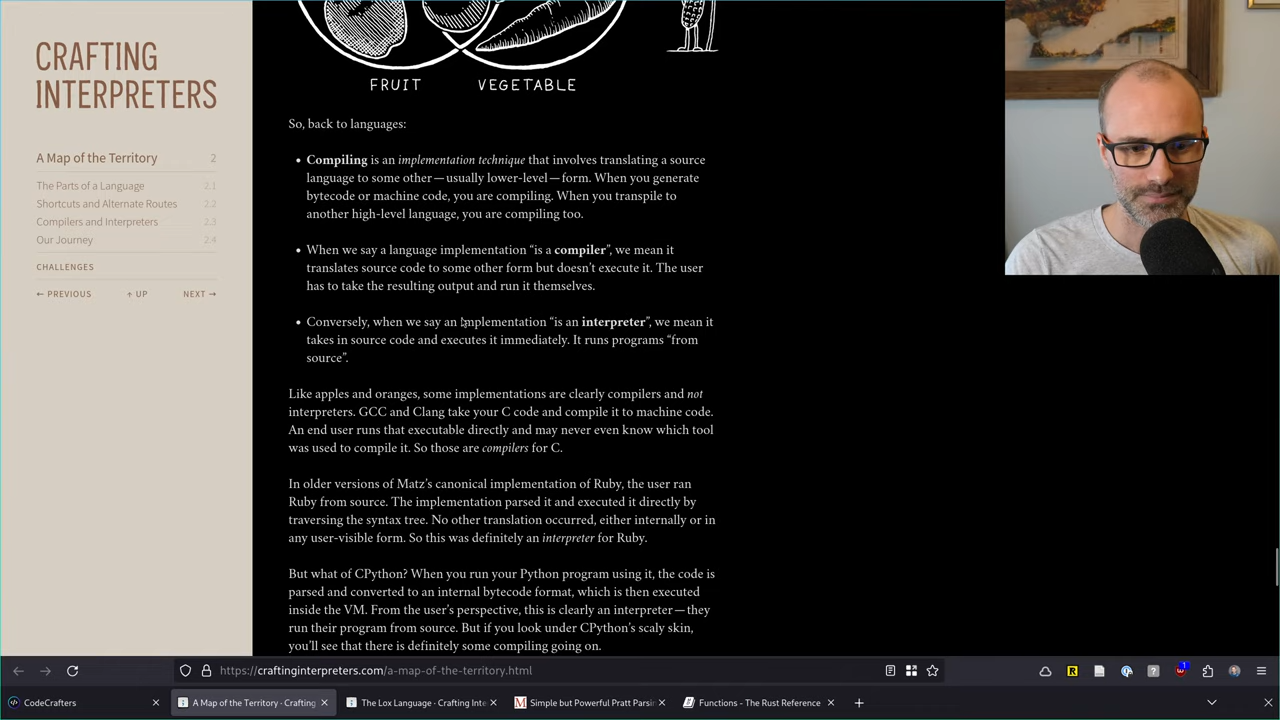 CRAFTING
INTERPRETERS
A Map of the Territory 2
The Parts of a Language 2.1
Shortcuts and Alternate Routes 2.2
Compilers and Interpreters 2.3
Our Journey 2.4
CHALLENGES
← PREVIOUS ↑ UP NEXT →
FRUIT VEGETABLE
So, back to languages:
• Compiling is an implementation technique that involves translating a source
language to some other — usually lower-level — form. When you generate
bytecode or machine code, you are compiling. When you transpile to
another high-level language, you are compiling too.
• When we say a language implementation “is a compiler”, we mean it
translates source code to some other form but doesn’t execute it. The user
has to take the resulting output and run it themselves.
• Conversely, when we say an implementation “is an interpreter”, we mean it
takes in source code and executes it immediately. It runs programs “from
source”.
Like apples and oranges, some implementations are clearly compilers and not
interpreters. GCC and Clang take your C code and compile it to machine code.
An end user runs that executable directly and may never even know which tool
was used to compile it. So those are compilers for C.
In older versions of Matz’s canonical implementation of Ruby, the user ran
Ruby from source. The implementation parsed it and executed it directly by
traversing the syntax tree. No other translation occurred, either internally or in
any user-visible form. So this was definitely an interpreter for Ruby.
But what of CPython? When you run your Python program using it, the code is
parsed and converted to an internal bytecode format, which is then executed
inside the VM. From the user’s perspective, this is clearly an interpreter — they
run their program from source. But if you look under CPython’s scaly skin,
you’ll see that there is definitely some compiling going on.
https://craftinginterpreters.com/a-map-of-the-territory.html
CodeCrafters
A Map of the Territory · Crafting
The Lox Language · Crafting Inte
Simple but Powerful Pratt Parsin
Functions - The Rust Reference